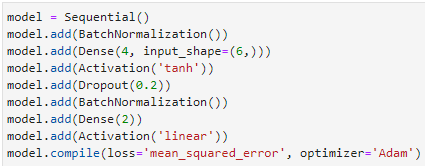 model = Sequential()
model.add(BatchNormalization())
model.add(Dense(4, input_shape=(6,)))
model.add(Activation('tanh'))
model.add(Dropout(0.2))
model.add(BatchNormalization())
model.add(Dense(2))
model.add(Activation('linear'))
model.compile(loss='mean_squared_error', optimizer='Adam')